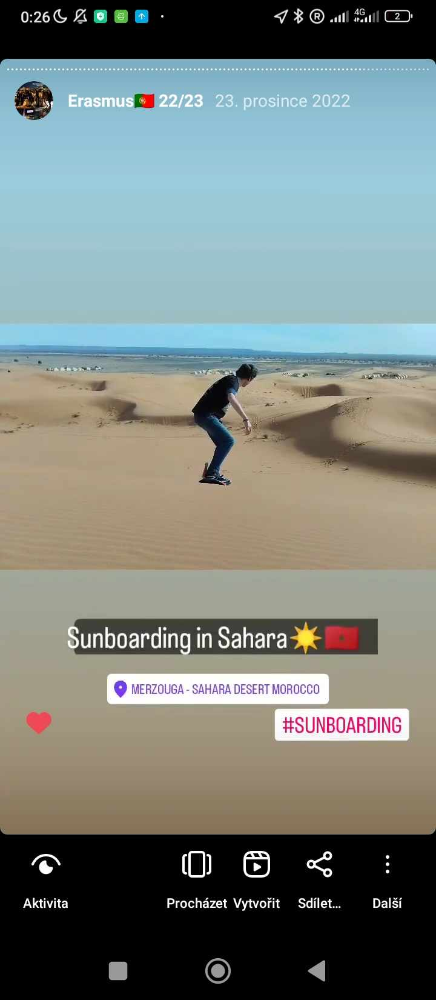 0:26
4G
2
Erasmus🇵🇹 22/23 23. prosince 2022
Sunboarding in Sahara☀️🇲🇦
MERZOUGA - SAHARA DESERT MOROCCO
#SUNBOARDING
Aktivita Procházet Vytvořit Sdílet... Další